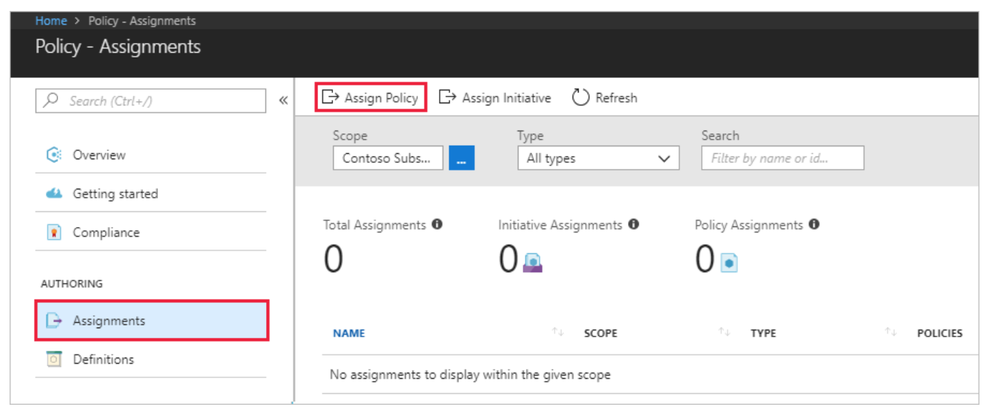 Home > Policy - Assignments
Policy - Assignments
Search (Ctrl+/)
«
Overview
Getting started
Compliance
AUTHORING
Assignments
Definitions
Assign Policy Assign Initiative Refresh
Scope Type Search
Contoso Subs... ... All types Filter by name or id...
Total Assignments Initiative Assignments Policy Assignments
0 0 0
NAME SCOPE TYPE POLICIES
No assignments to display within the given scope